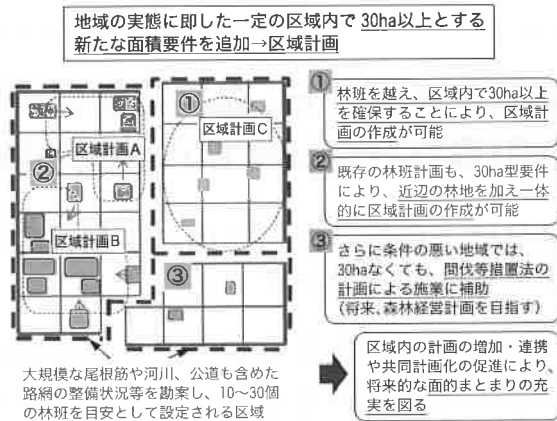 地域の実態に即した一定の区域内で 30ha以上とする
新たな面積要件を追加→区域計画
①
区域計画C
区域計画A
②
区域計画B
③
①
林班を越え、区域内で30ha以上
を確保することにより、区域計
画の作成が可能
②
既存の林班計画も、30ha型要件
により、近辺の林地を加え一体
的に区域計画の作成が可能
③
さらに条件の悪い地域では、
30haなくても、間伐等措置法の
計画による施業に補助
(将来、森林経営計画を目指す)
大規模な尾根筋や河川、公道も含めた
路網の整備状況等を勘案し、10〜30個
の林班を目安として設定される区域
区域内の計画の増加・連携
や共同計画化の促進により、
将来的な面的まとまりの充
実を図る